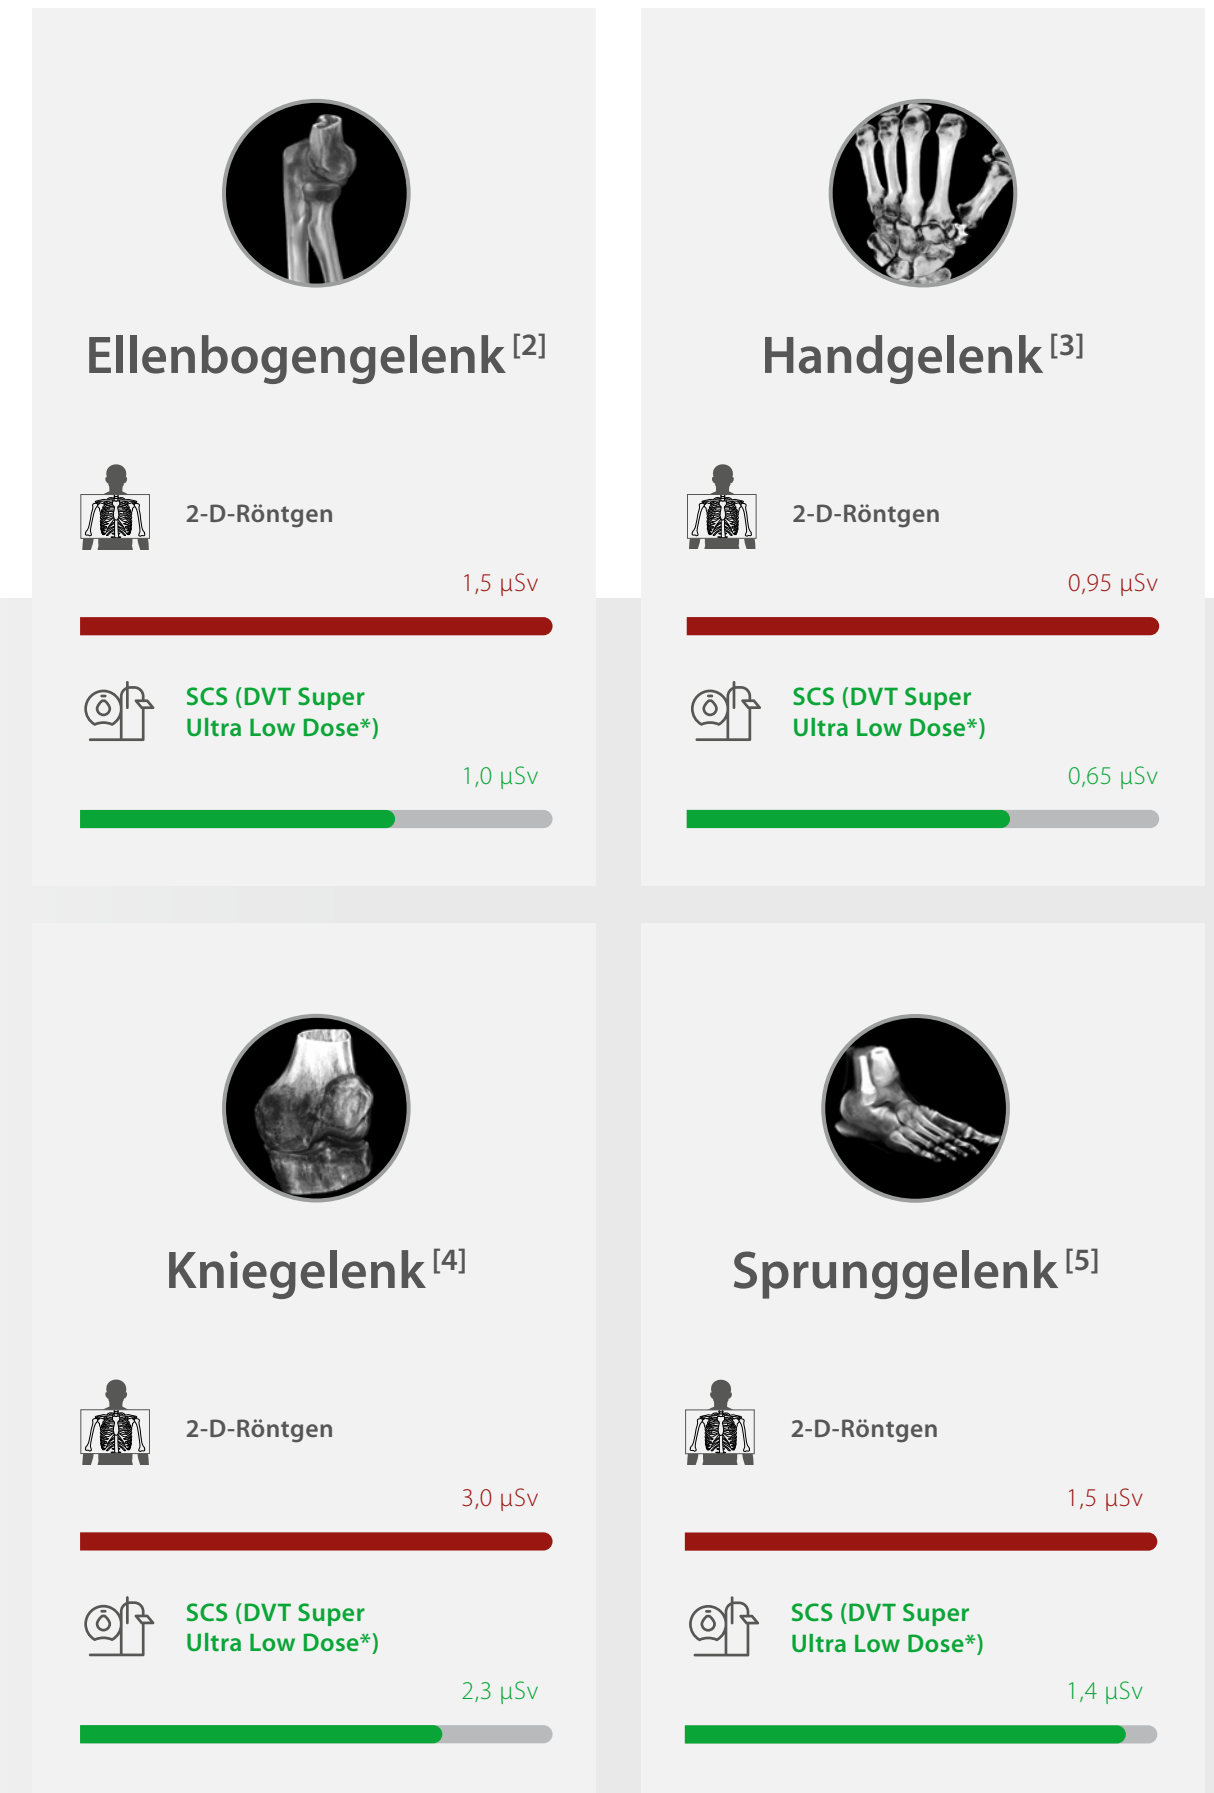 Ellenbogengelenk [2]
2-D-Röntgen
1,5 µSv
SCS (DVT Super
Ultra Low Dose*)
1,0 µSv
Handgelenk [3]
2-D-Röntgen
0,95 µSv
SCS (DVT Super
Ultra Low Dose*)
0,65 µSv
Kniegelenk [4]
2-D-Röntgen
3,0 µSv
SCS (DVT Super
Ultra Low Dose*)
2,3 µSv
Sprunggelenk [5]
2-D-Röntgen
1,5 µSv
SCS (DVT Super
Ultra Low Dose*)
1,4 µSv